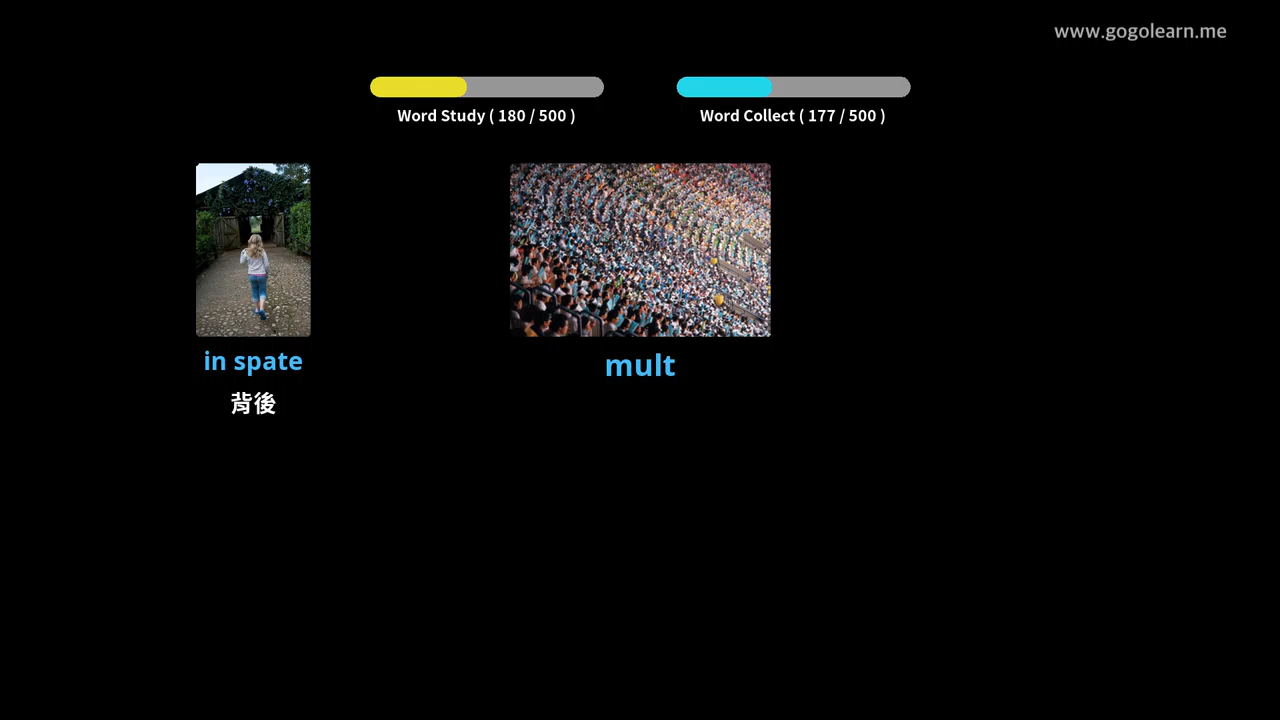 www.gogolearn.me
Word Study ( 180 / 500 )
Word Collect ( 177 / 500 )
in spate
背後
mult